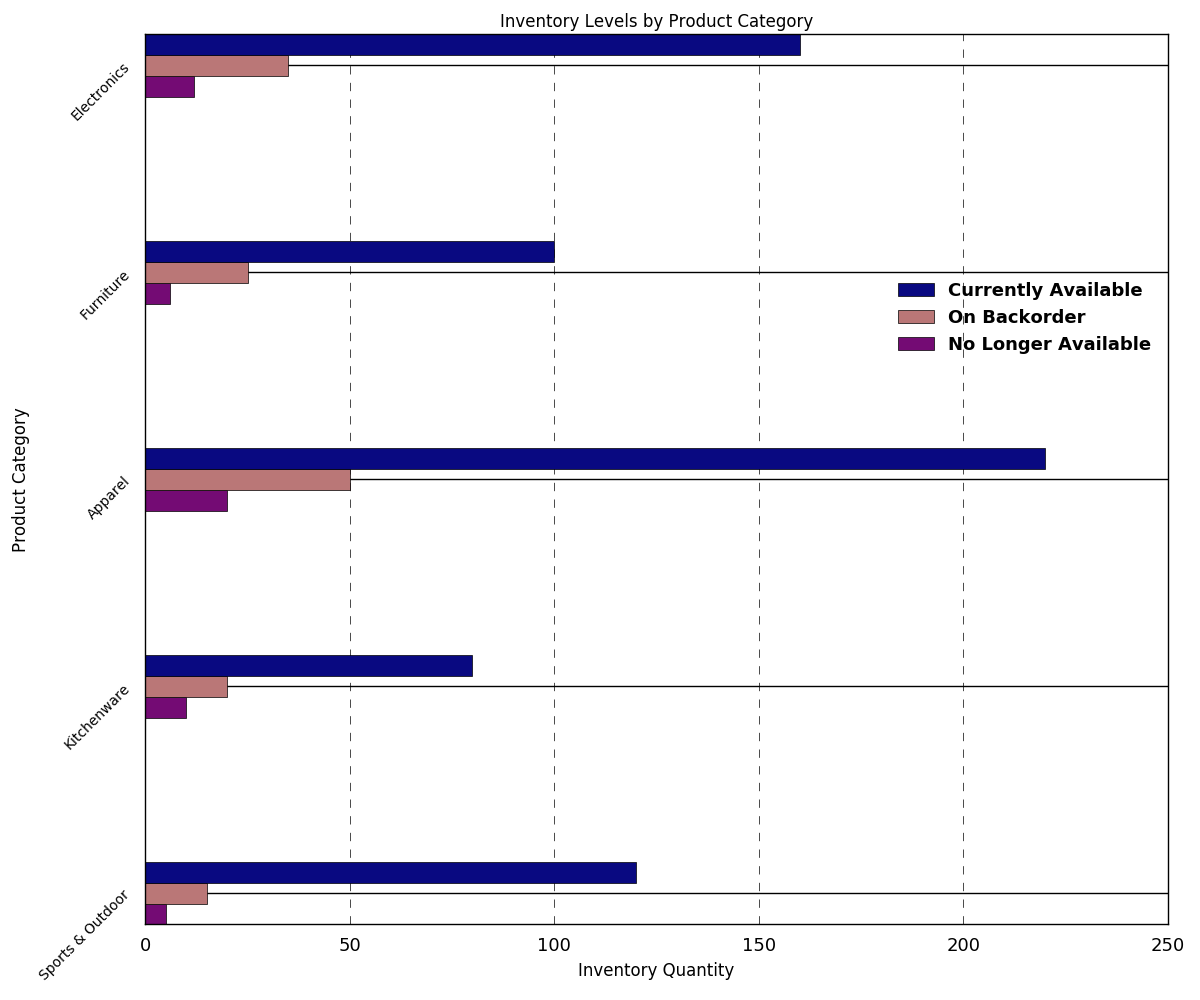 Inventory Levels by Product Category
Product Category
Electronics
Furniture
Apparel
Kitchenware
Sports & Outdoor
Currently Available
On Backorder
No Longer Available
0 50 100 150 200 250
Inventory Quantity